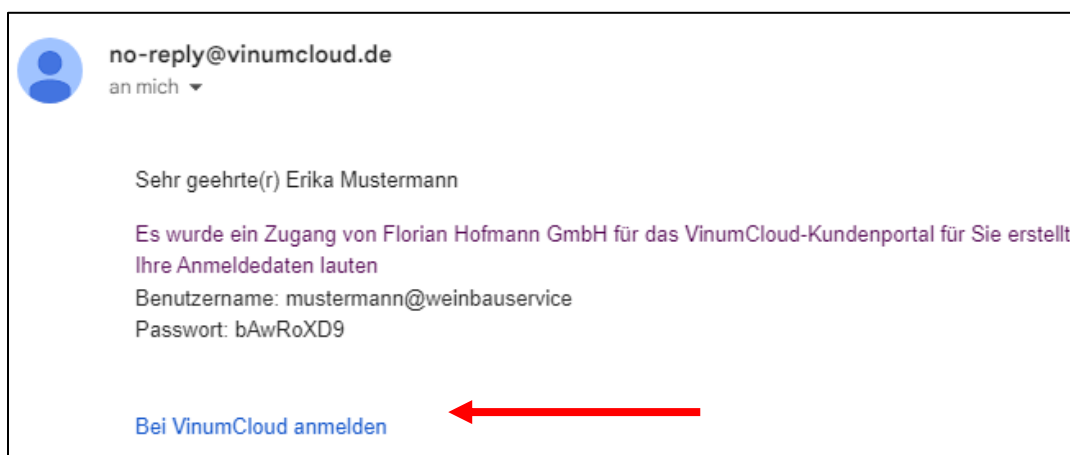 no-reply@vinumcloud.de
an mich
Sehr geehrte(r) Erika Mustermann
Es wurde ein Zugang von Florian Hofmann GmbH für das VinumCloud-Kundenportal für Sie erstellt
Ihre Anmeldedaten lauten
Benutzername: mustermann@weinbauservice
Passwort: bAwRoXD9
Bei VinumCloud anmelden